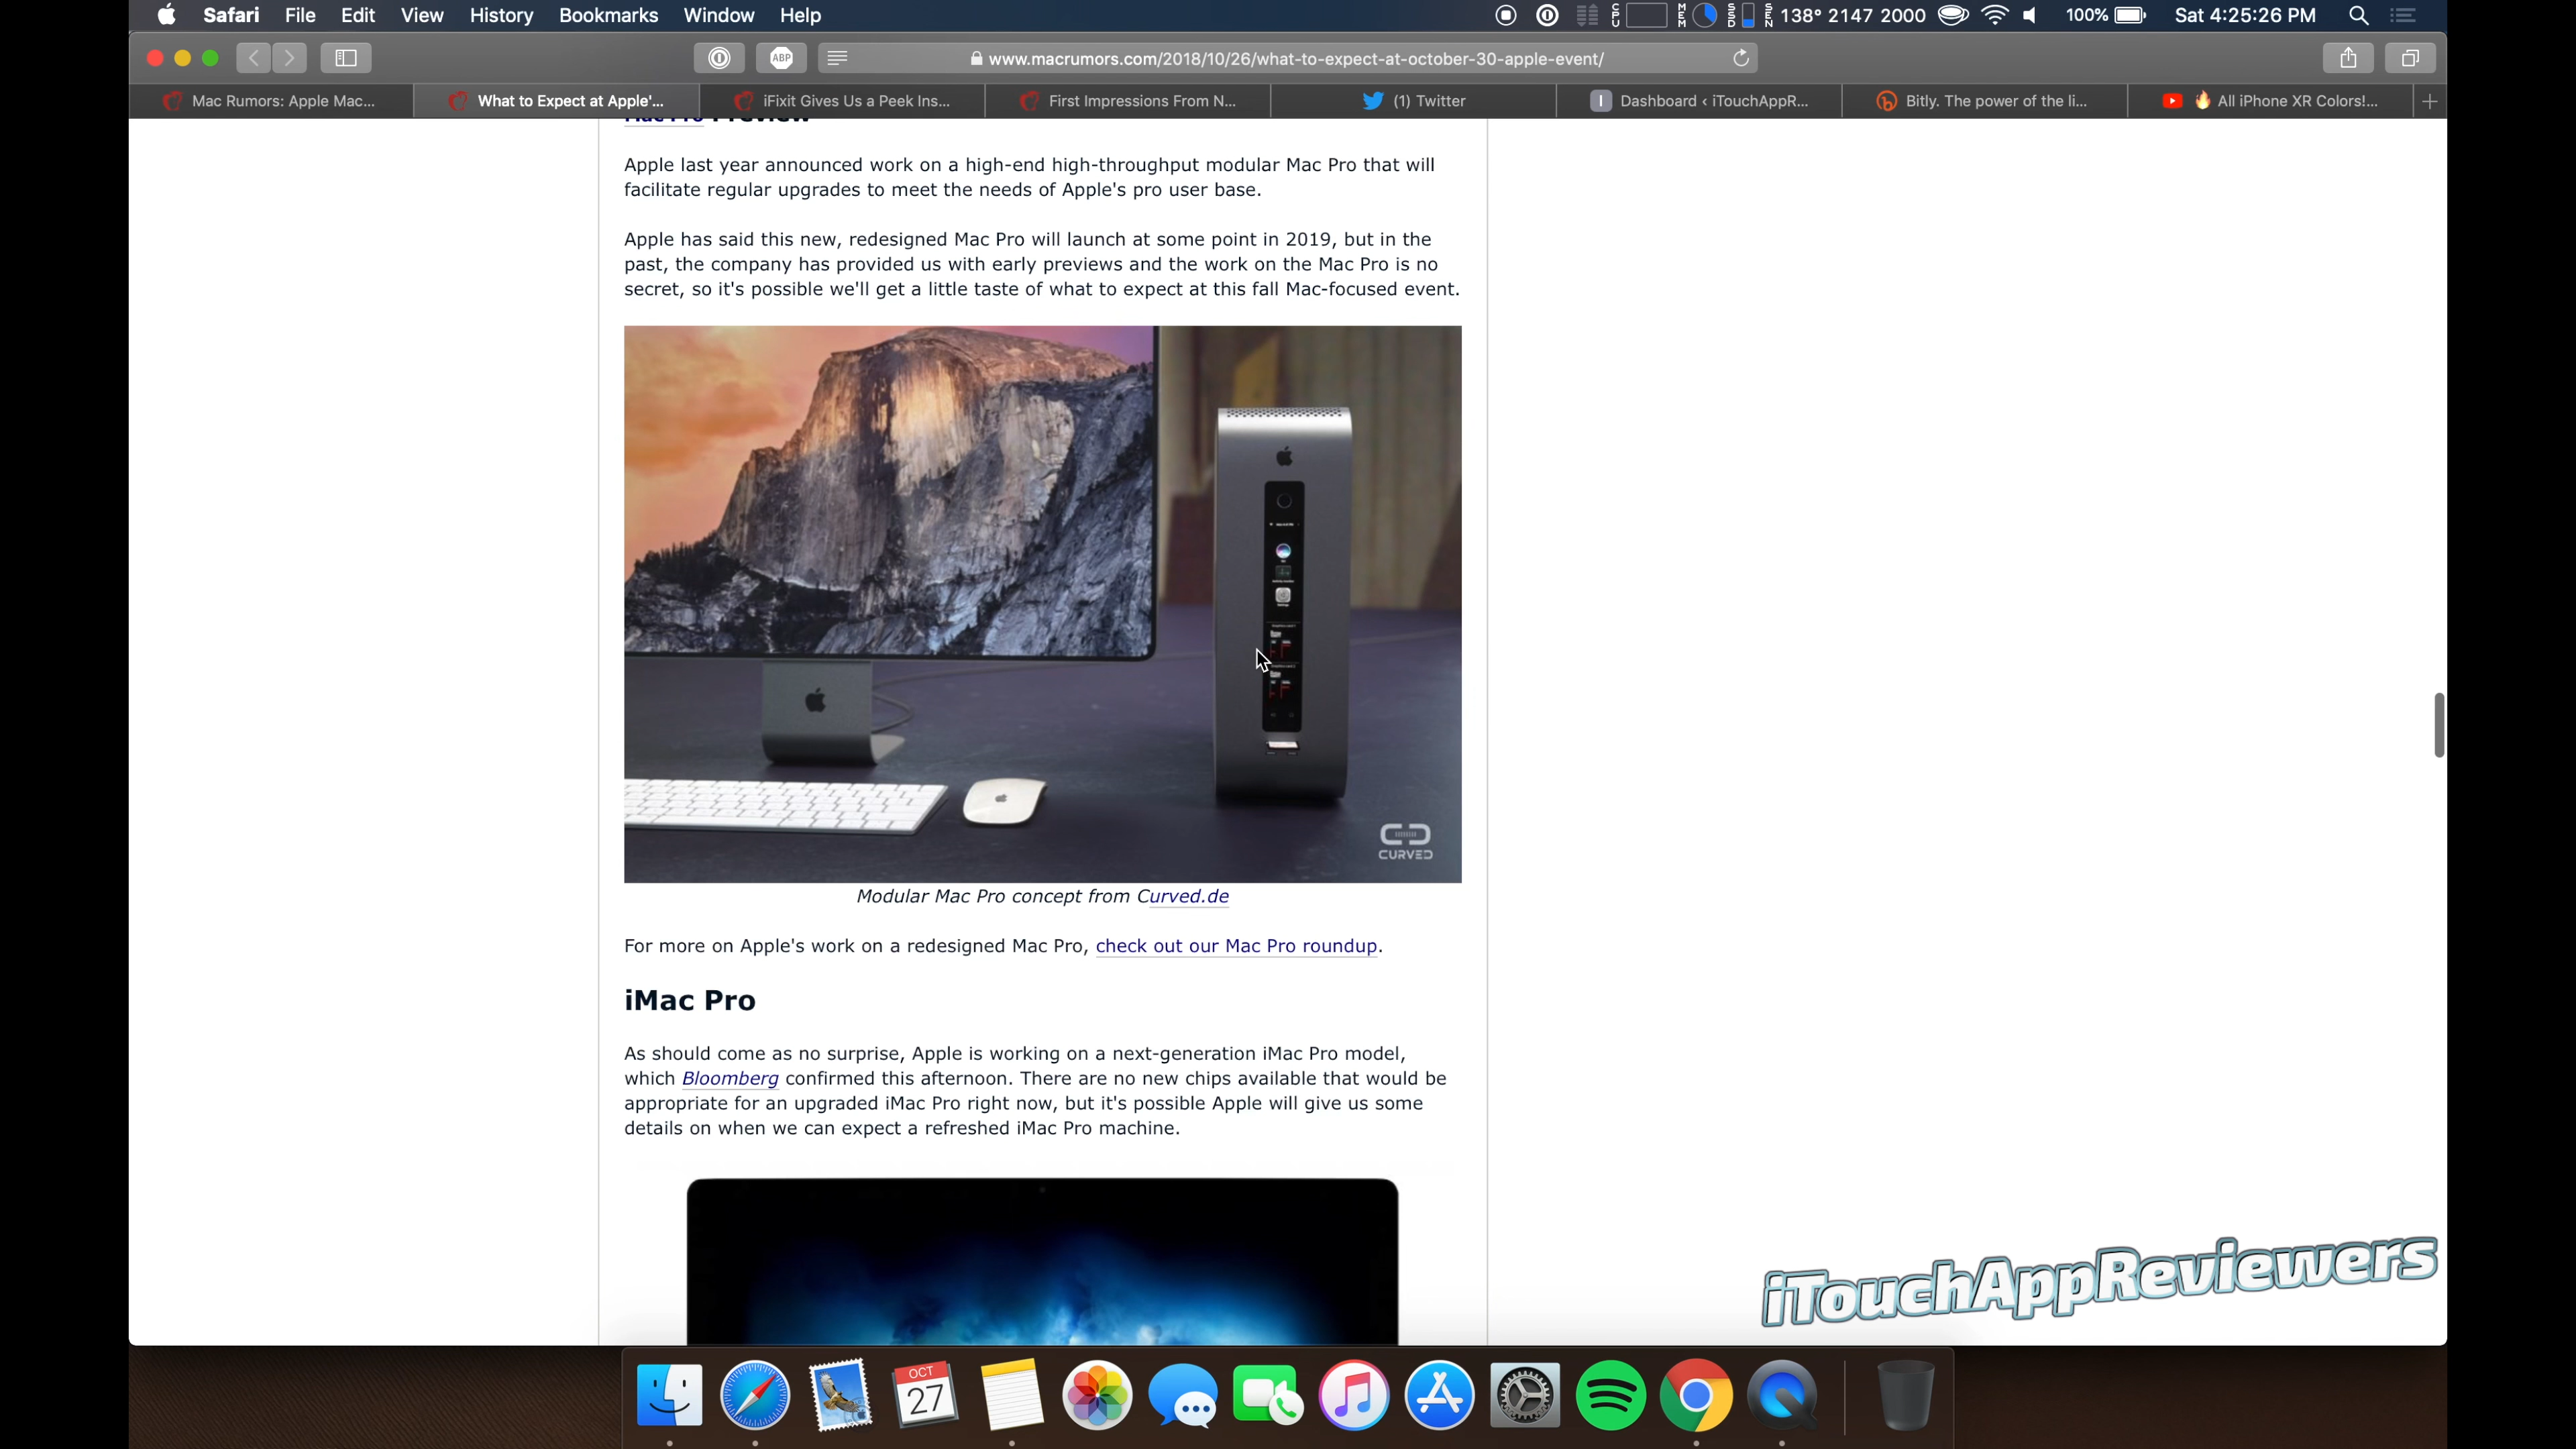 Safari File Edit View History Bookmarks Window Help
CPU MEM SSD SEN 138° 2147 2000 100% Sat 4:25:26 PM
ABP www.macrumors.com/2018/10/26/what-to-expect-at-october-30-apple-event/
Mac Rumors: Apple Mac... What to Expect at Apple'... iFixit Gives Us a Peek Ins... First Impressions From N... (1) Twitter I Dashboard ‹ iTouchAppR... Bitly. The power of the li... 🔥 All iPhone XR Colors!... +
Mac Pro Preview
Apple last year announced work on a high-end high-throughput modular Mac Pro that will
facilitate regular upgrades to meet the needs of Apple's pro user base.
Apple has said this new, redesigned Mac Pro will launch at some point in 2019, but in the
past, the company has provided us with early previews and the work on the Mac Pro is no
secret, so it's possible we'll get a little taste of what to expect at this fall Mac-focused event.
CURVED
Modular Mac Pro concept from Curved.de
For more on Apple's work on a redesigned Mac Pro, check out our Mac Pro roundup.
iMac Pro
As should come as no surprise, Apple is working on a next-generation iMac Pro model,
which Bloomberg confirmed this afternoon. There are no new chips available that would be
appropriate for an upgraded iMac Pro right now, but it's possible Apple will give us some
details on when we can expect a refreshed iMac Pro machine.
iTouchAppReviewers
OCT
27